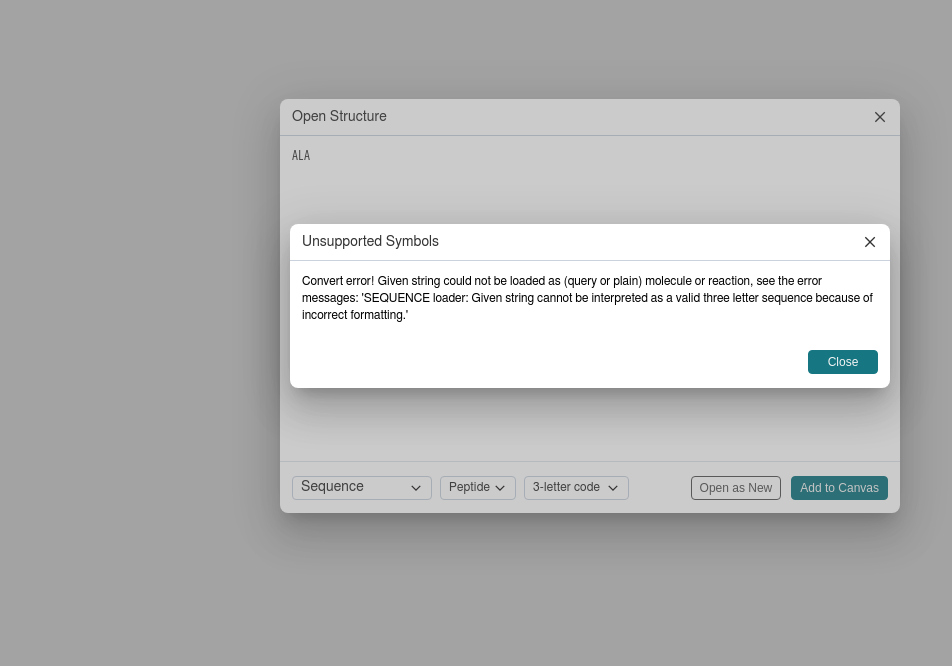 Open Structure
ALA
Unsupported Symbols
Convert error! Given string could not be loaded as (query or plain) molecule or reaction, see the error
messages: 'SEQUENCE loader: Given string cannot be interpreted as a valid three letter sequence because of
incorrect formatting.'
Close
Sequence Peptide 3-letter code Open as New Add to Canvas